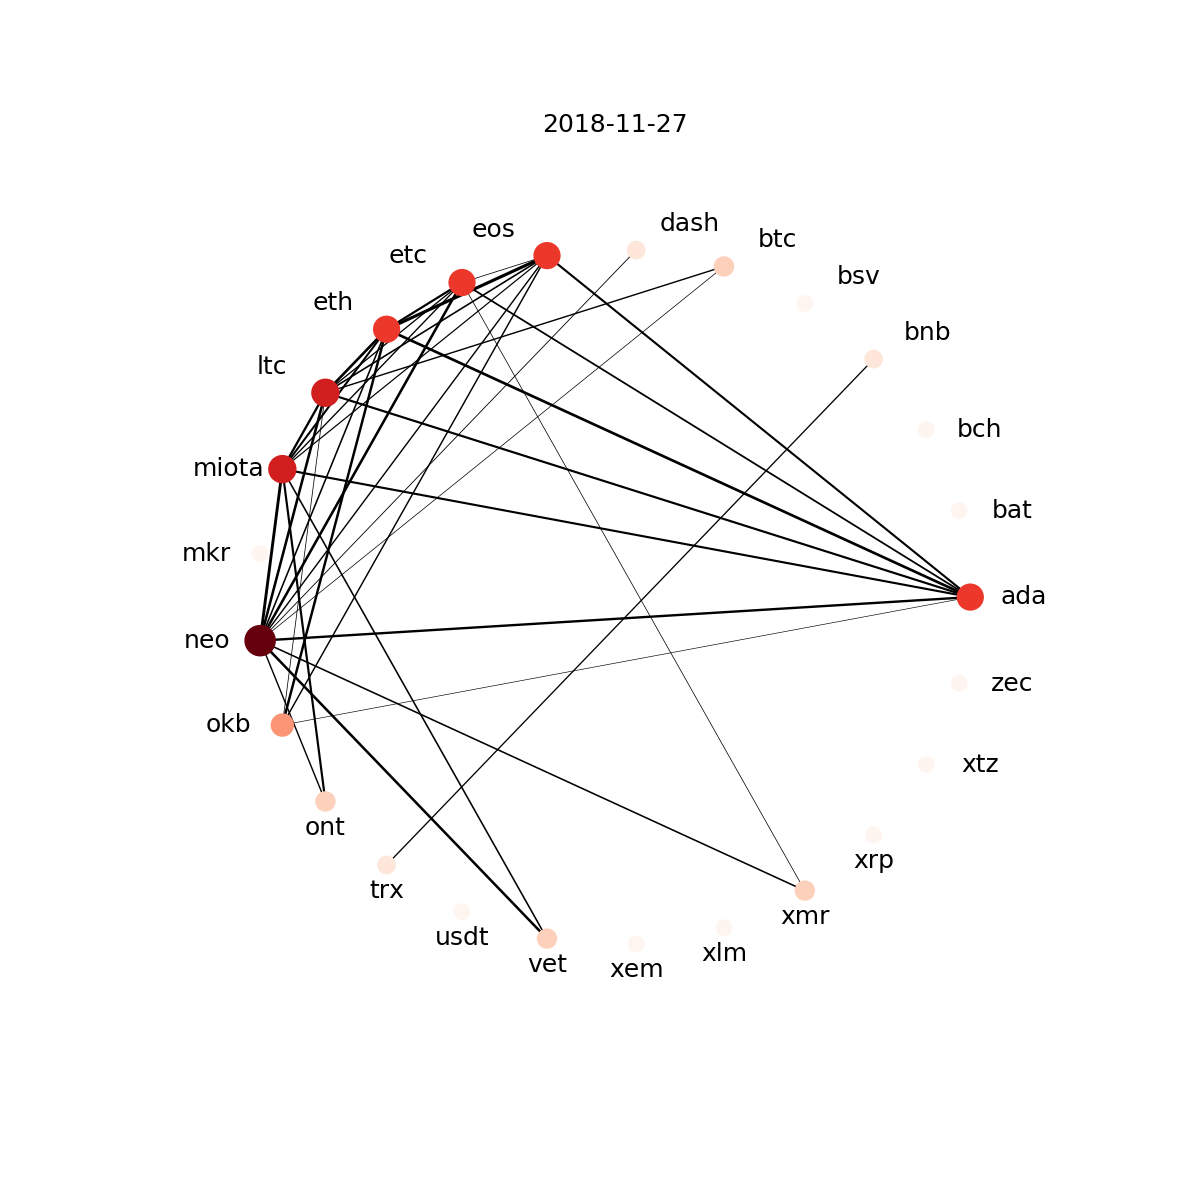 2018-11-27
dash
eos
btc
etc
bsv
eth
bnb
ltc
bch
miota
bat
mkr
ada
neo
zec
okb
xtz
ont
xrp
trx
xmr
usdt
xlm
vet
xem